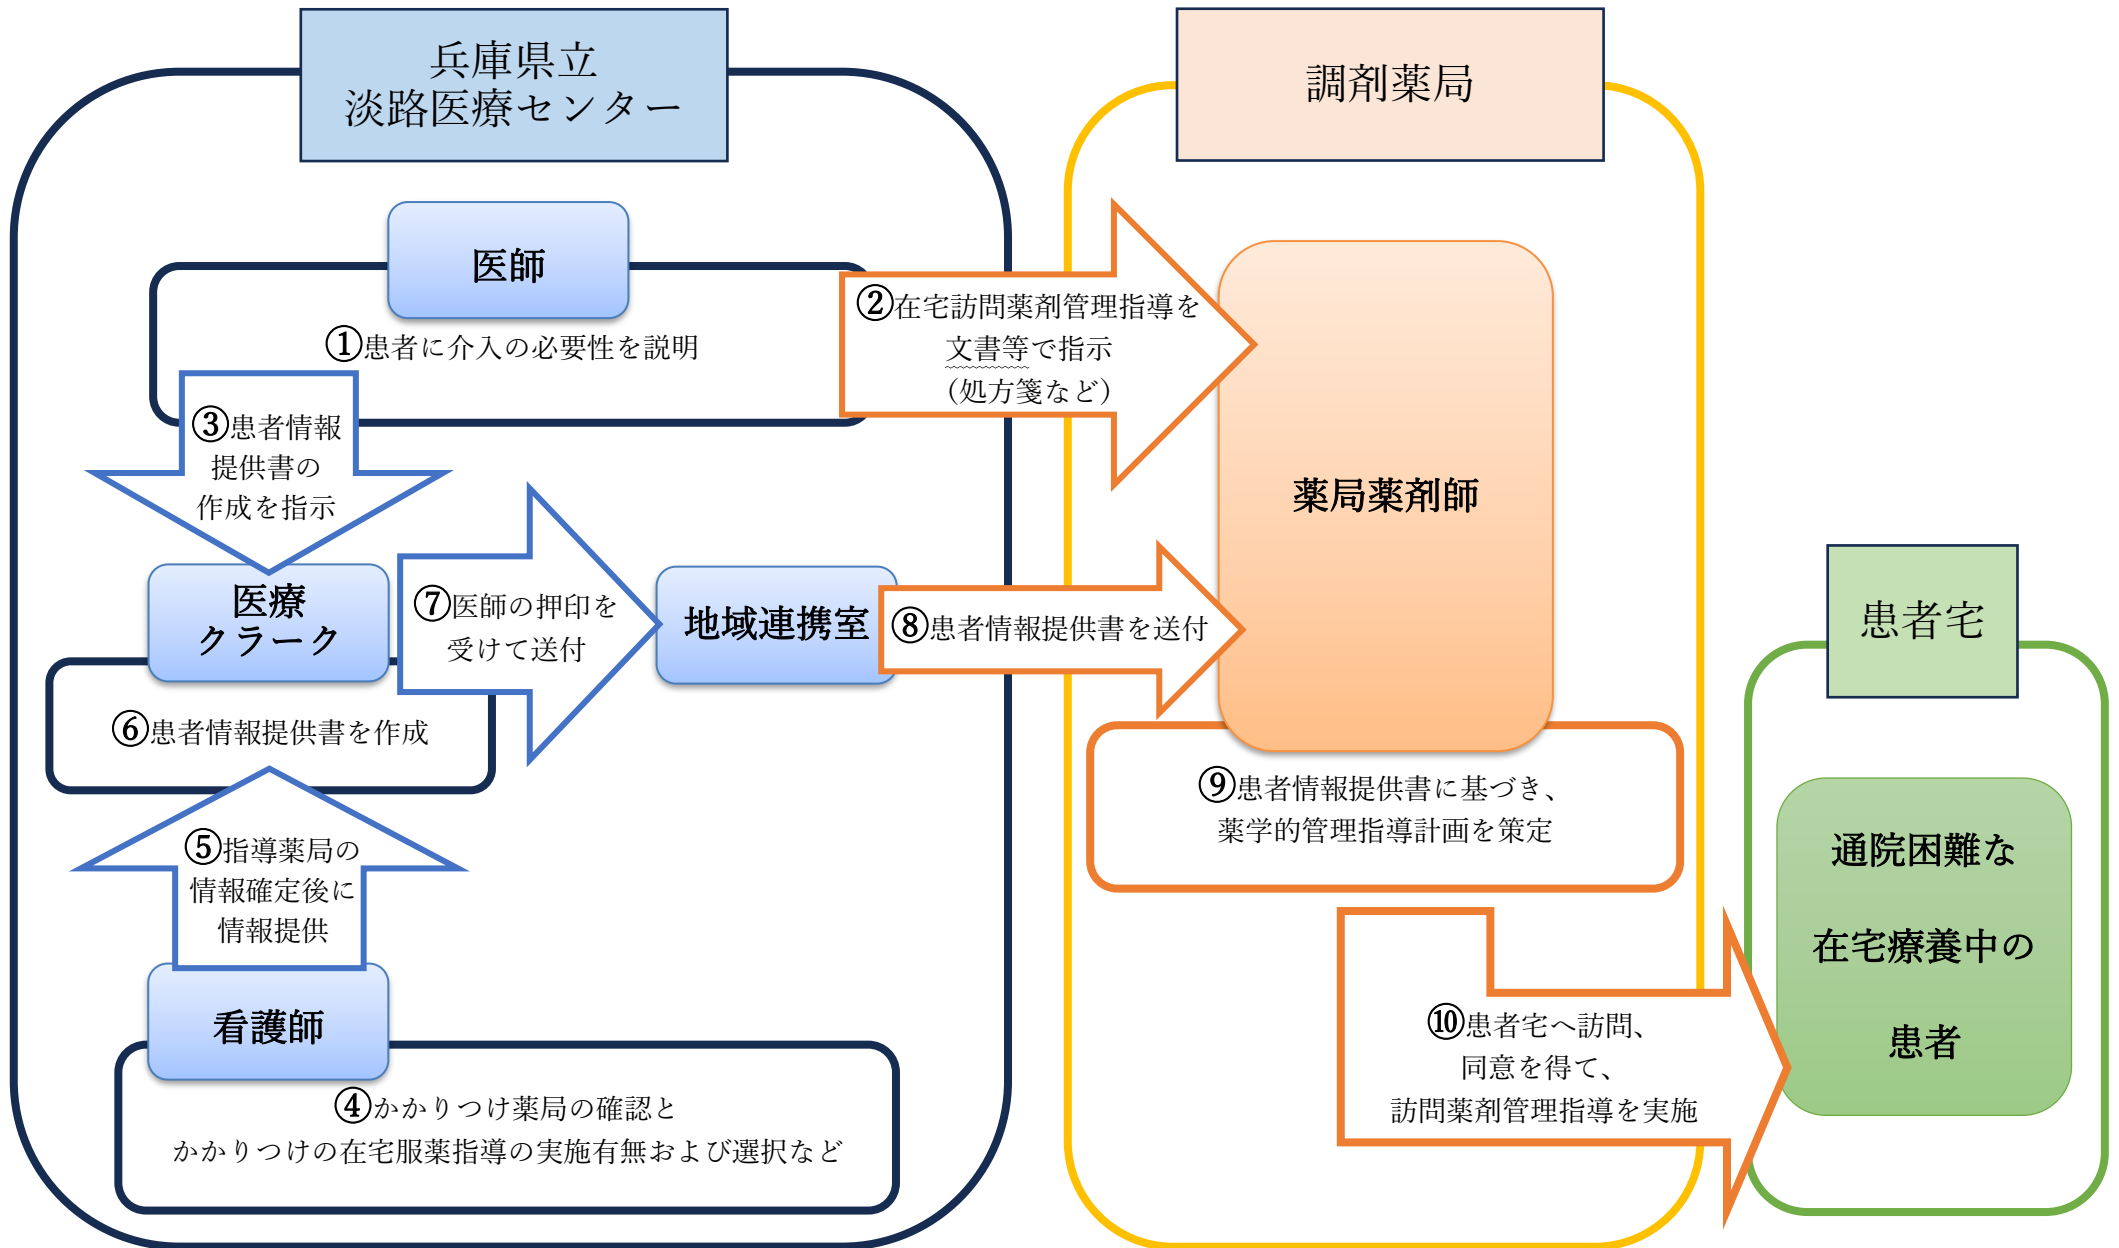 兵庫県立
淡路医療センター
医師
①患者に介入の必要性を説明
②在宅訪問薬剤管理指導を
文書等で指示
（処方箋など）
③患者情報
提供書の
作成を指示
医療
クラーク
⑥患者情報提供書を作成
⑦医師の押印を
受けて送付
地域連携室
⑧患者情報提供書を送付
⑤指導薬局の
情報確定後に
情報提供
看護師
④かかりつけ薬局の確認と
かかりつけの在宅服薬指導の実施有無および選択など
調剤薬局
薬局薬剤師
⑨患者情報提供書に基づき、
薬学的管理指導計画を策定
⑩患者宅へ訪問、
同意を得て、
訪問薬剤管理指導を実施
患者宅
通院困難な
在宅療養中の
患者